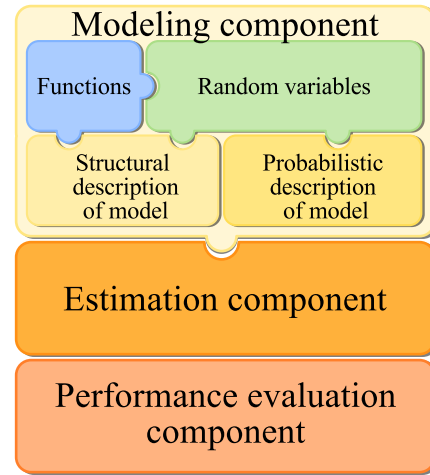 Modeling component
Functions
Random variables
Structural
description
of model
Probabilistic
description
of model
Estimation component
Performance evaluation
component